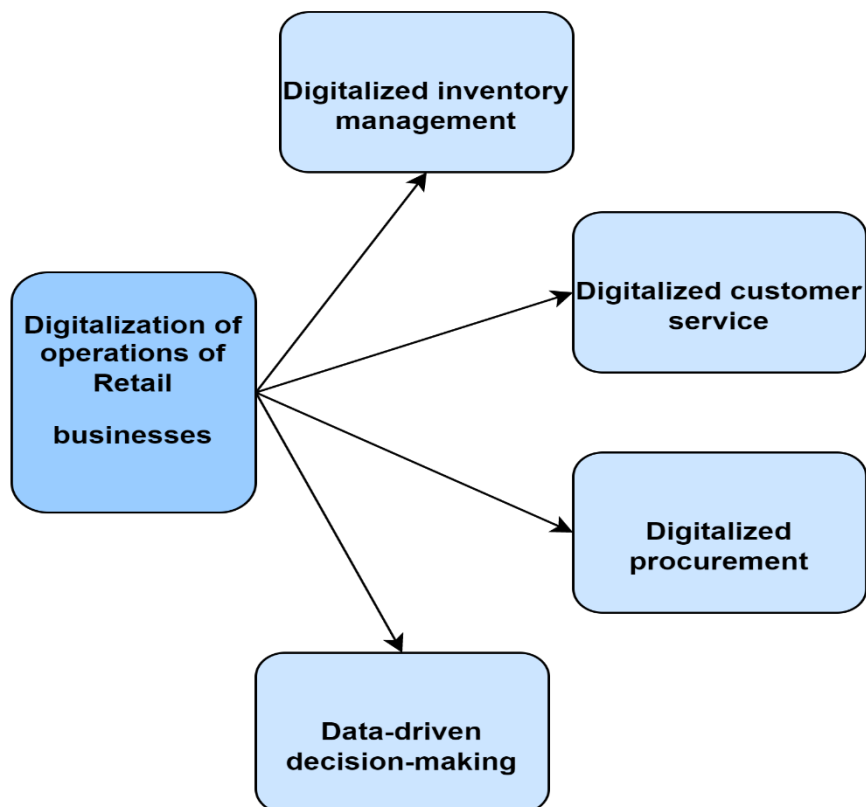 Digitalized inventory
management
Digitalized customer
service
Digitalization of
operations of
Retail
businesses
Digitalized
procurement
Data-driven
decision-making